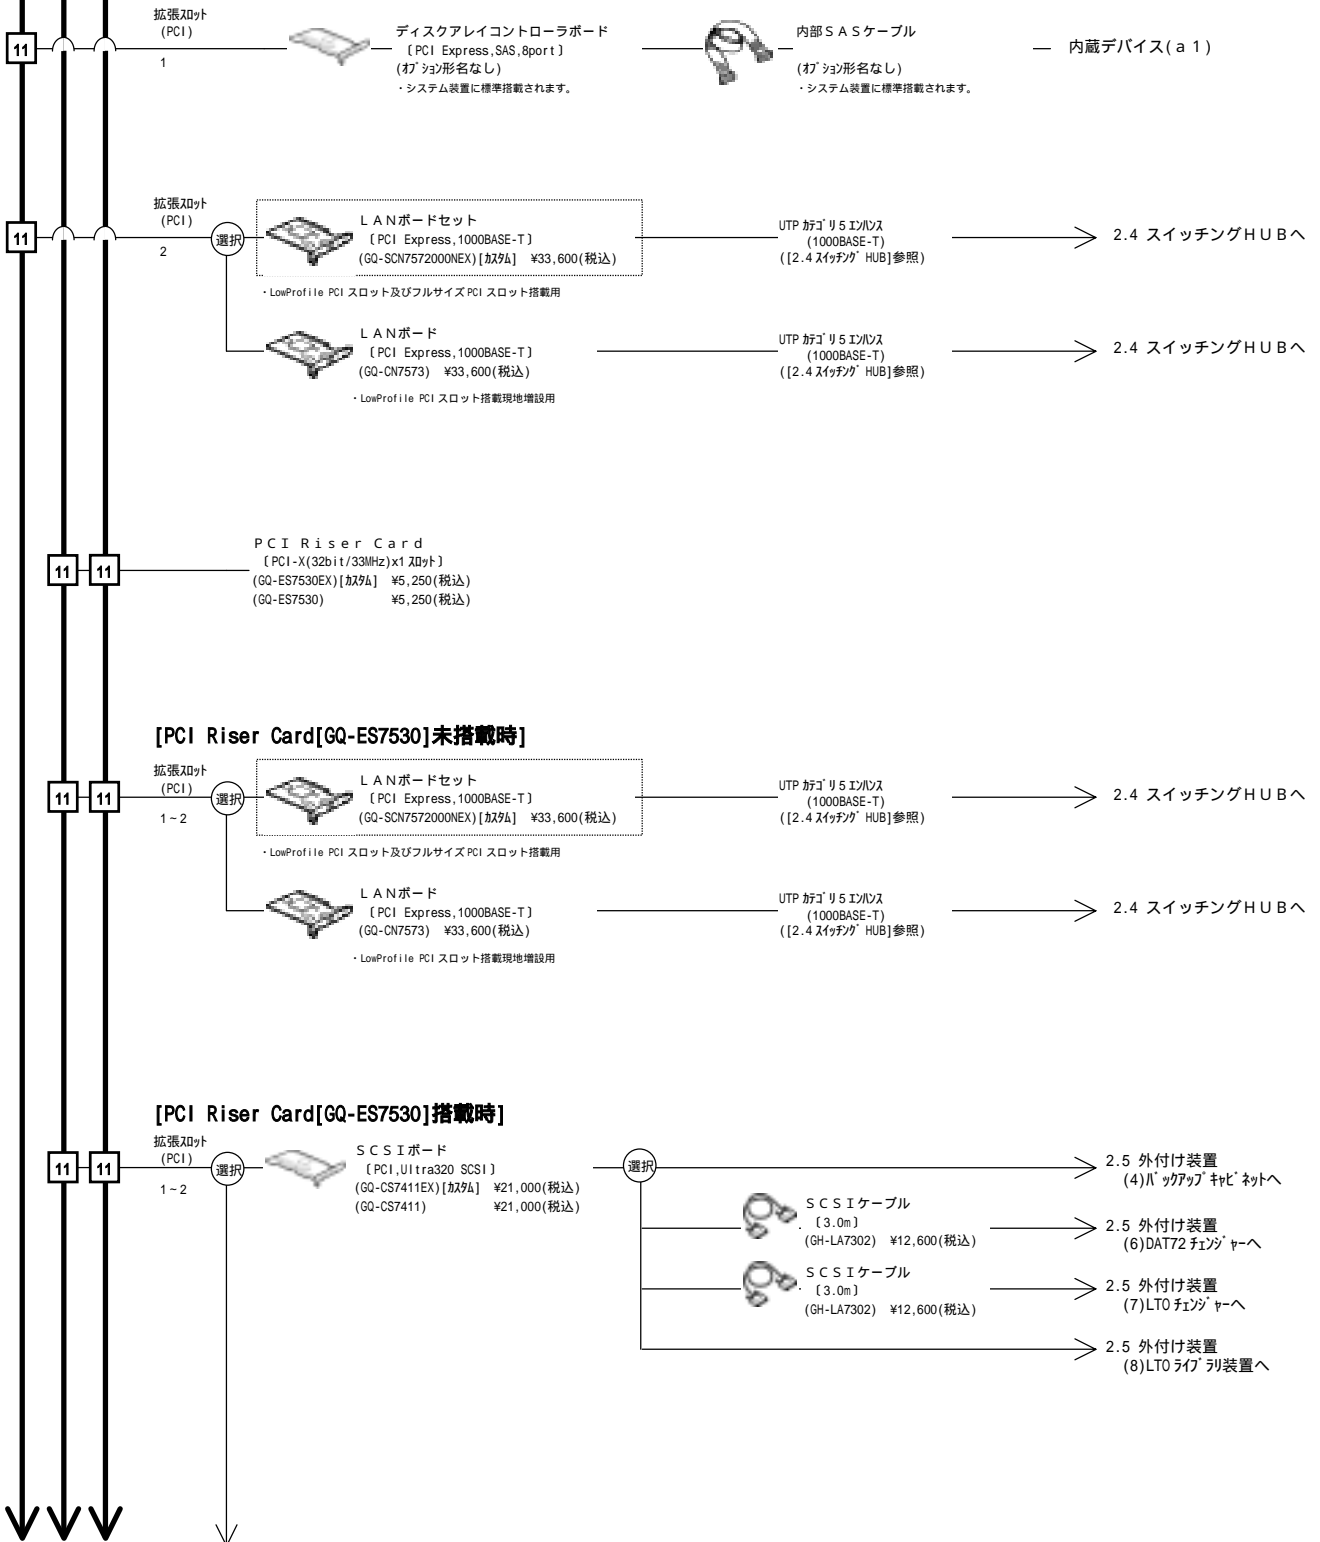 拡張スロット
(PCI)
11
1
ディスクアレイコントローラボード
〔PCI Express,SAS,8port〕
(オプション形名なし)
・システム装置に標準搭載されます。
内部ＳＡＳケーブル
(オプション形名なし)
・システム装置に標準搭載されます。
内蔵デバイス(ａ１)
拡張スロット
(PCI)
11
2
選択
ＬＡＮボードセット
〔PCI Express,1000BASE-T〕
(GQ-SCN7572000NEX)[カスタム] ¥33,600(税込)
・LowProfile PCI スロット及びフルサイズ PCI スロット搭載用
UTP カテゴリ 5 エンハンス
(1000BASE-T)
([2.4 スイッチング HUB]参照)
2.4 スイッチングＨＵＢへ
ＬＡＮボード
〔PCI Express,1000BASE-T〕
(GQ-CN7573) ¥33,600(税込)
・LowProfile PCI スロット搭載現地増設用
UTP カテゴリ 5 エンハンス
(1000BASE-T)
([2.4 スイッチング HUB]参照)
2.4 スイッチングＨＵＢへ
11 11
ＰＣＩ Ｒｉｓｅｒ Ｃａｒｄ
〔PCI-X(32bit/33MHz)x1 スロット〕
(GQ-ES7530EX)[カスタム] ¥5,250(税込)
(GQ-ES7530) ¥5,250(税込)
[PCI Riser Card[GQ-ES7530]未搭載時]
拡張スロット
(PCI)
11 11
1~2
選択
ＬＡＮボードセット
〔PCI Express,1000BASE-T〕
(GQ-SCN7572000NEX)[カスタム] ¥33,600(税込)
・LowProfile PCI スロット及びフルサイズ PCI スロット搭載用
UTP カテゴリ 5 エンハンス
(1000BASE-T)
([2.4 スイッチング HUB]参照)
2.4 スイッチングＨＵＢへ
ＬＡＮボード
〔PCI Express,1000BASE-T〕
(GQ-CN7573) ¥33,600(税込)
・LowProfile PCI スロット搭載現地増設用
UTP カテゴリ 5 エンハンス
(1000BASE-T)
([2.4 スイッチング HUB]参照)
2.4 スイッチングＨＵＢへ
[PCI Riser Card[GQ-ES7530]搭載時]
拡張スロット
(PCI)
11 11
1~2
選択
ＳＣＳＩボード
〔PCI,Ultra320 SCSI〕
(GQ-CS7411EX)[カスタム] ¥21,000(税込)
(GQ-CS7411) ¥21,000(税込)
選択
2.5 外付け装置
(4)バックアップキャビネットへ
ＳＣＳＩケーブル
〔3.0m〕
(GH-LA7302) ¥12,600(税込)
2.5 外付け装置
(6)DAT72 チェンジャーへ
ＳＣＳＩケーブル
〔3.0m〕
(GH-LA7302) ¥12,600(税込)
2.5 外付け装置
(7)LTO チェンジャーへ
2.5 外付け装置
(8)LTO ライブラリ装置へ